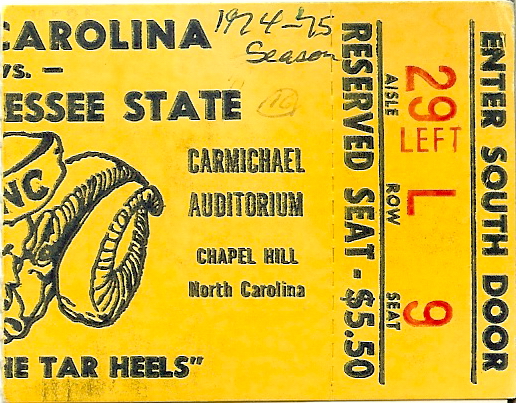 CAROLINA
vs. –
ESSEE STATE
1974-75
Season
10
NC
CARMICHAEL
AUDITORIUM
CHAPEL HILL
North Carolina
HE TAR HEELS"
RESERVED SEAT - $5.50
AISLE 29 LEFT
ROW L
SEAT 9
ENTER SOUTH DOOR